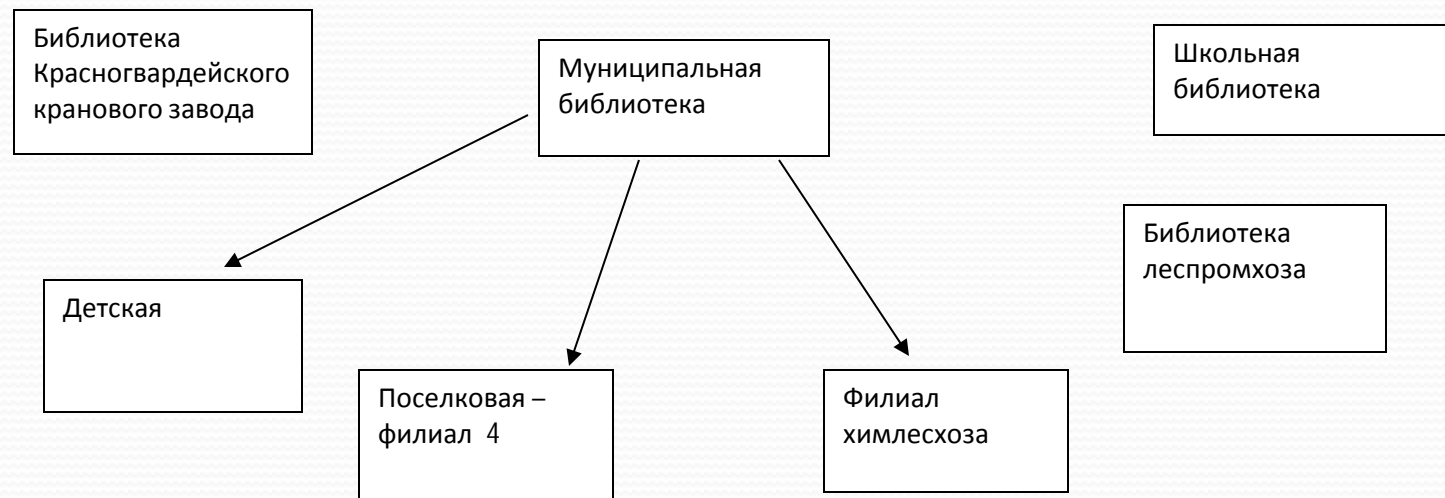 Библиотека
Красногвардейского
кранового завода
Муниципальная
библиотека
Школьная
библиотека
Библиотека
леспромхоза
Детская
Поселковая –
филиал 4
Филиал
химлесхоза